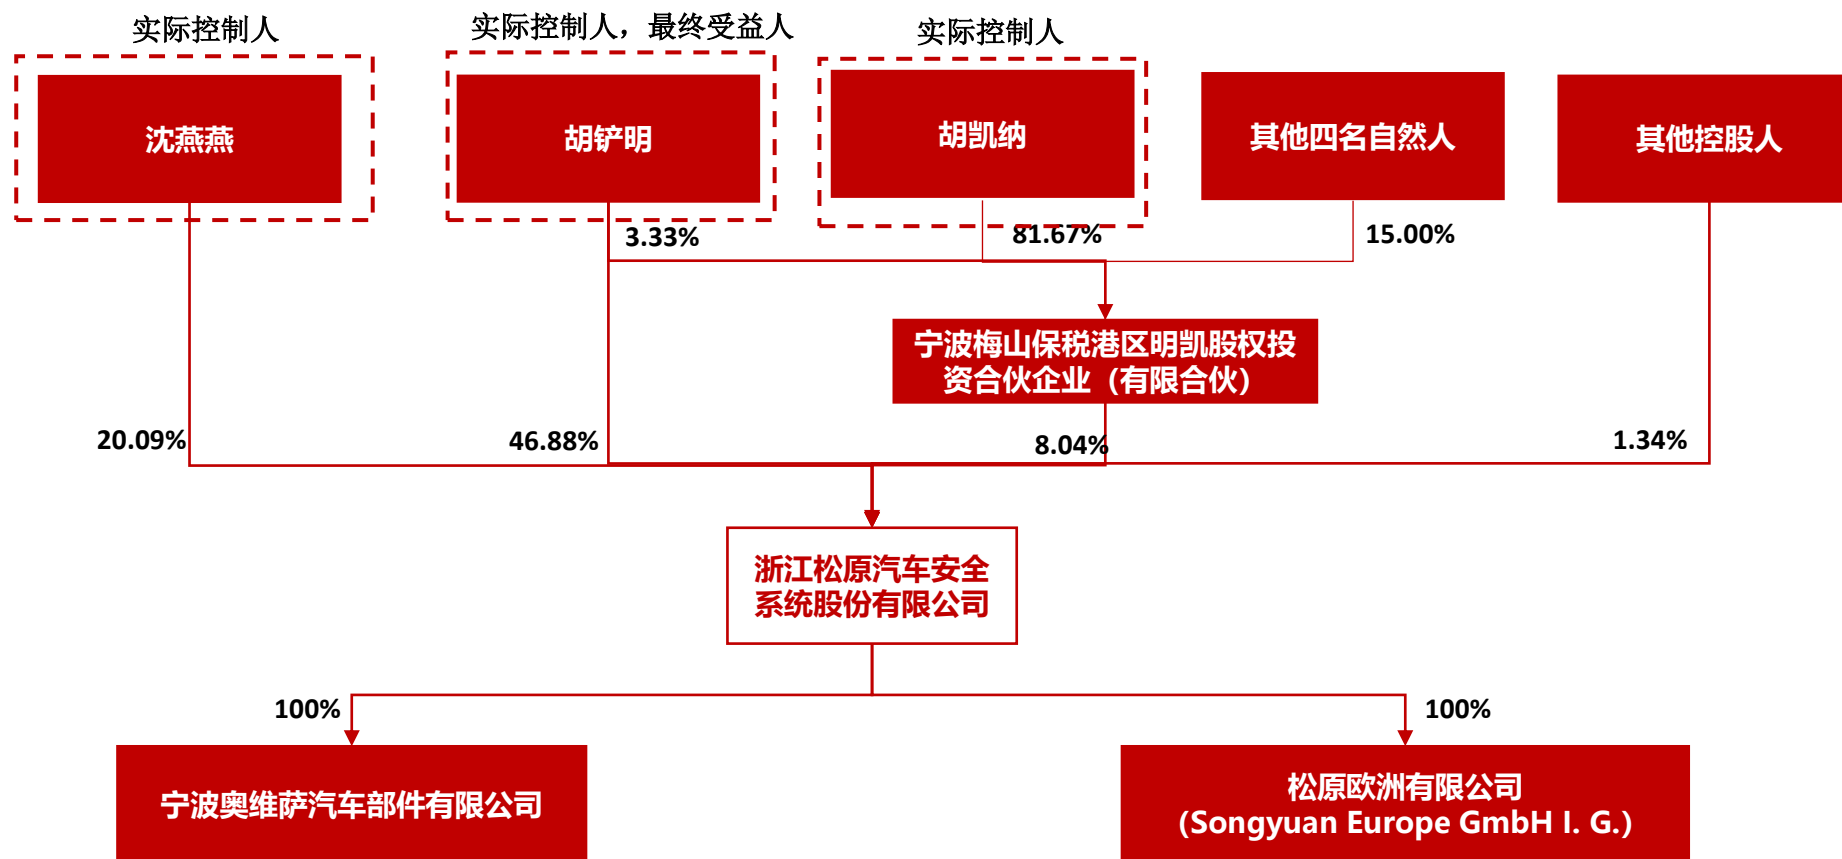 实际控制人
实际控制人，最终受益人
实际控制人
沈燕燕
胡铲明
胡凯纳
其他四名自然人
其他控股人
3.33%
81.67%
15.00%
宁波梅山保税港区明凯股权投
资合伙企业（有限合伙）
20.09%
46.88%
8.04%
1.34%
浙江松原汽车安全
系统股份有限公司
100%
100%
宁波奥维萨汽车部件有限公司
松原欧洲有限公司
（Songyuan Europe GmbH I. G.）